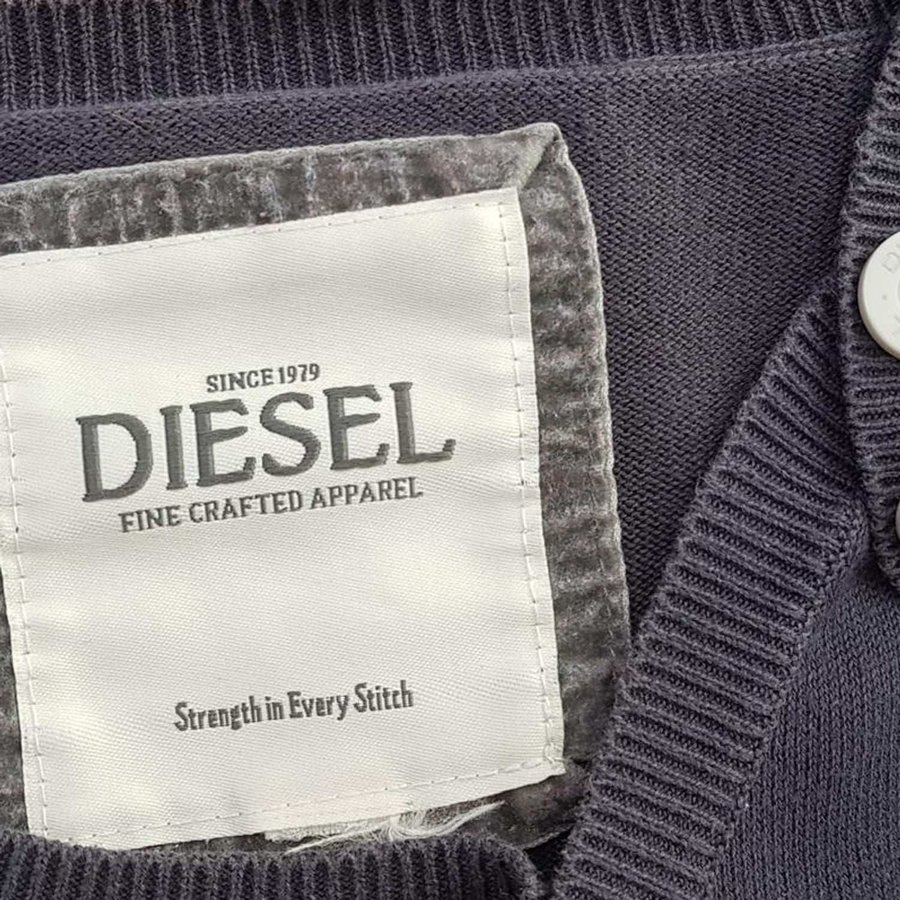 SINCE 1979
DIESEL
FINE CRAFTED APPAREL
Strength in Every Stitch